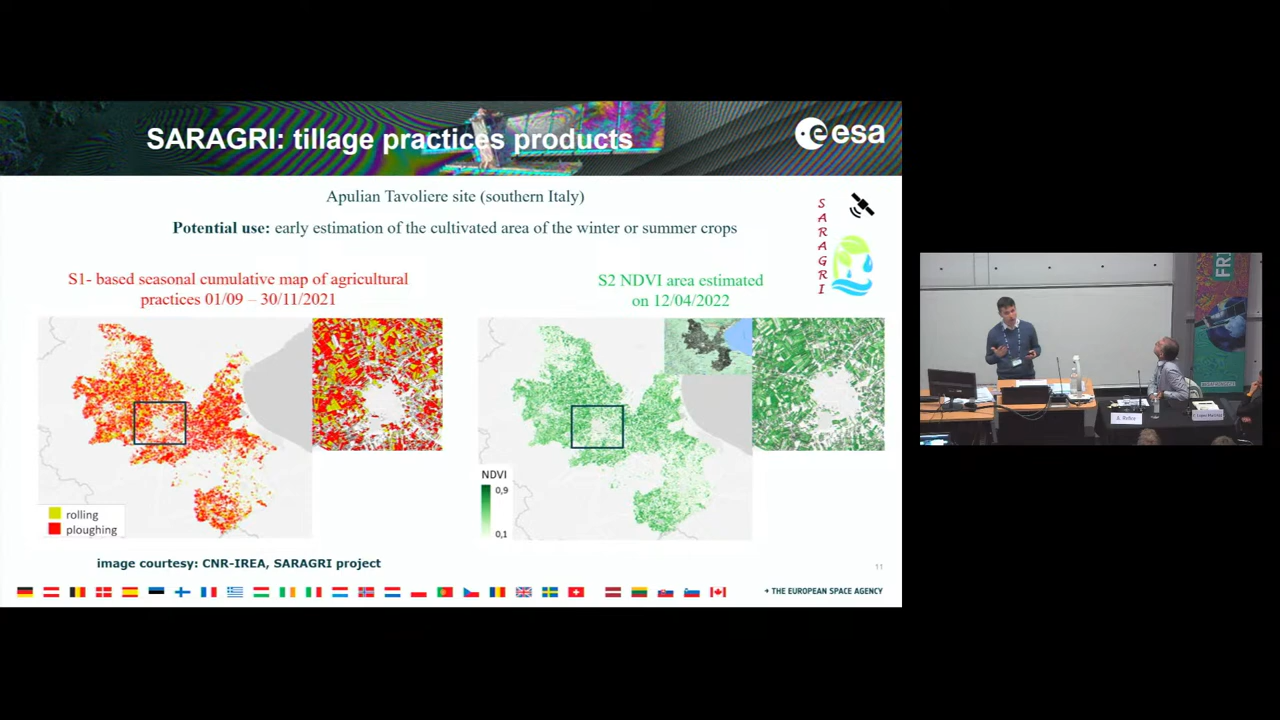 SARAGRI: tillage practices products
esa
Apulian Tavoliere site (southern Italy)
Potential use: early estimation of the cultivated area of the winter or summer crops
SARAGRI
S1- based seasonal cumulative map of agricultural
practices 01/09 – 30/11/2021
S2 NDVI area estimated
on 12/04/2022
rolling
ploughing
NDVI
0,9
0,1
image courtesy: CNR-IREA, SARAGRI project
11
THE EUROPEAN SPACE AGENCY
FRI